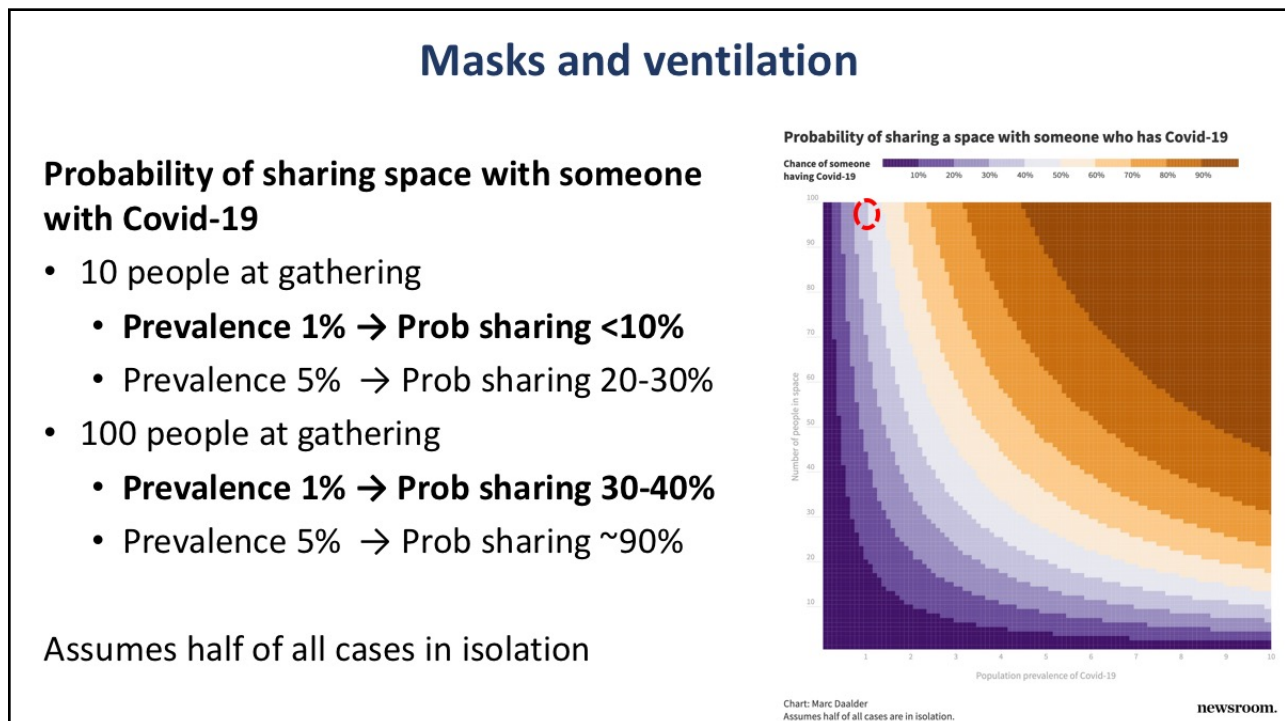 Masks and ventilation
Probability of sharing space with someone
with Covid-19
• 10 people at gathering
• Prevalence 1% → Prob sharing <10%
• Prevalence 5% → Prob sharing 20-30%
• 100 people at gathering
• Prevalence 1% → Prob sharing 30-40%
• Prevalence 5% → Prob sharing ~90%
Assumes half of all cases in isolation
Probability of sharing a space with someone who has Covid-19
Chance of someone
having Covid-19
10% 20% 30% 40% 50% 60% 70% 80% 90%
100
90
80
70
60
50
40
30
20
10
Number of people in space
1 2 3 4 5 6 7 8 9 10
Population prevalence of Covid-19
Chart: Marc Daalder
Assumes half of all cases are in isolation.
newsroom.